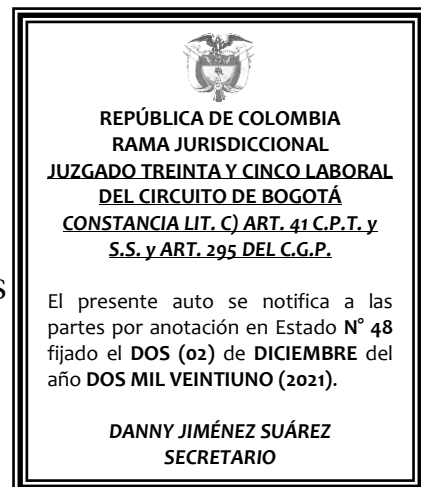 REPÚBLICA DE COLOMBIA
RAMA JURISDICCIONAL
JUZGADO TREINTA Y CINCO LABORAL
DEL CIRCUITO DE BOGOTÁ
CONSTANCIA LIT. C) ART. 41 C.P.T. y
S.S. y ART. 295 DEL C.G.P.
S
El presente auto se notifica a las
partes por anotación en Estado N° 48
fijado el DOS (02) de DICIEMBRE del
año DOS MIL VEINTIUNO (2021).
DANNY JIMÉNEZ SUÁREZ
SECRETARIO